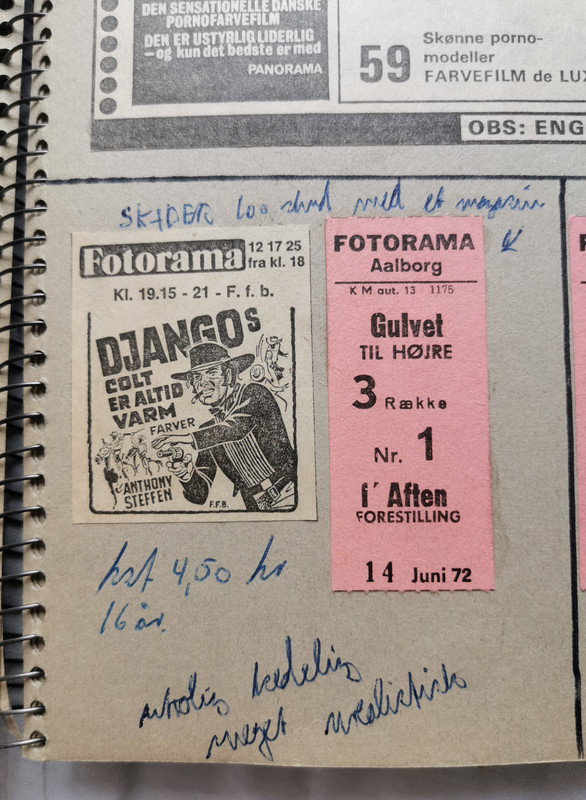 DEN SENSATIONELLE DANSKE
PORNOFARVEFILM
DEN ER USTYRLIG LIDERLIG
- og kun det bedste er med
PANORAMA
59
Skønne porno-
modeller
FARVEFILM de LUX
OBS: ENG
SKYDER 100 skud med et magasin
Fotorama
12 17 25
fra kl. 18
Kl. 19.15 - 21 - F. f. b.
DJANGOS
COLT
ER ALTID
VARM
FARVER
ANTHONY
STEFFEN
F.F.B.
FOTORAMA
Aalborg
K M aut. 13 1175
Gulvet
TIL HØJRE
3 Række
Nr. 1
I' Aften
FORESTILLING
14 Juni 72
kost 4,50 kr
16 år.
utrolig kedelig
meget urealistisk